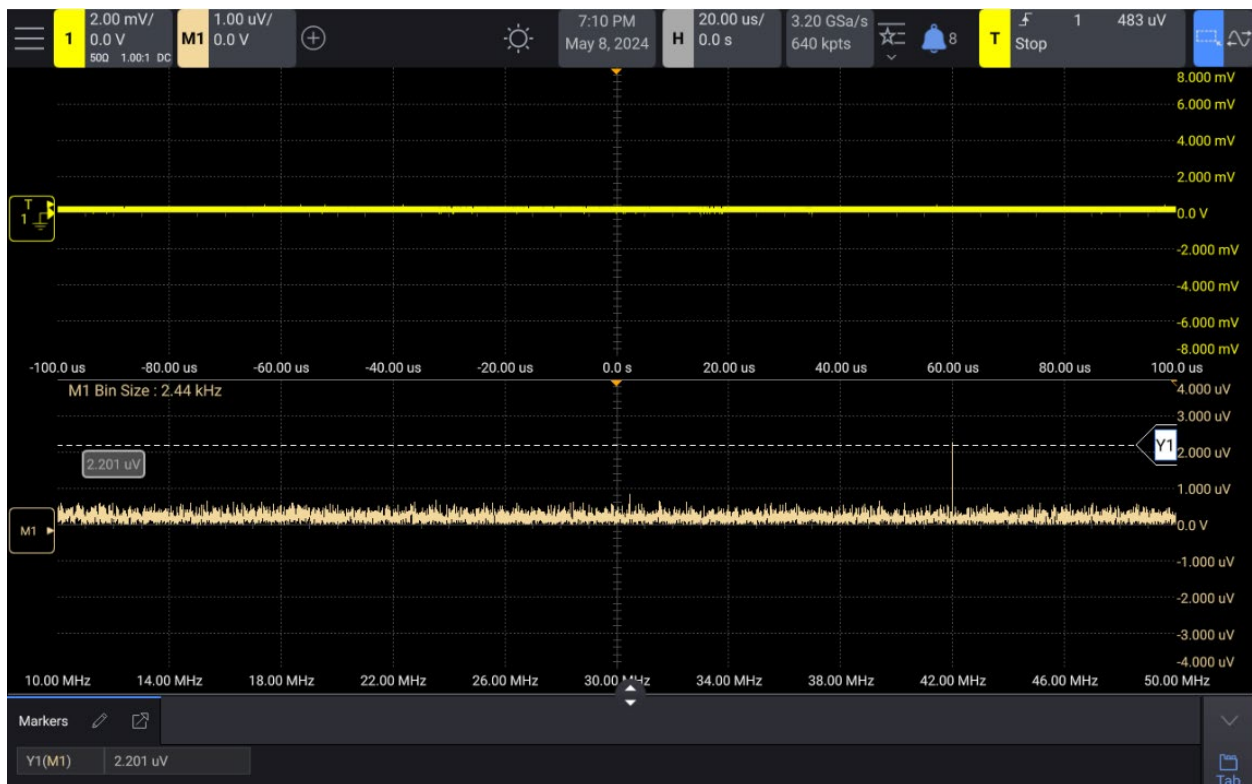 1 2.00 mV/ 0.0 V 50Ω 1.00:1 DC
M1 1.00 uV/ 0.0 V
7:10 PM
May 8, 2024
H 20.00 us/ 0.0 s
3.20 GSa/s
640 kpts
8
T 1 483 uV
Stop
8.000 mV
6.000 mV
4.000 mV
2.000 mV
T
1
0.0 V
-2.000 mV
-4.000 mV
-6.000 mV
-8.000 mV
-100.0 us -80.00 us -60.00 us -40.00 us -20.00 us 0.0 s 20.00 us 40.00 us 60.00 us 80.00 us 100.0 us
M1 Bin Size : 2.44 kHz
4.000 uV
3.000 uV
Y1
2.201 uV
2.000 uV
1.000 uV
M1
0.0 V
-1.000 uV
-2.000 uV
-3.000 uV
-4.000 uV
10.00 MHz 14.00 MHz 18.00 MHz 22.00 MHz 26.00 MHz 30.00 MHz 34.00 MHz 38.00 MHz 42.00 MHz 46.00 MHz 50.00 MHz
Markers
Y1(M1) 2.201 uV
Tab